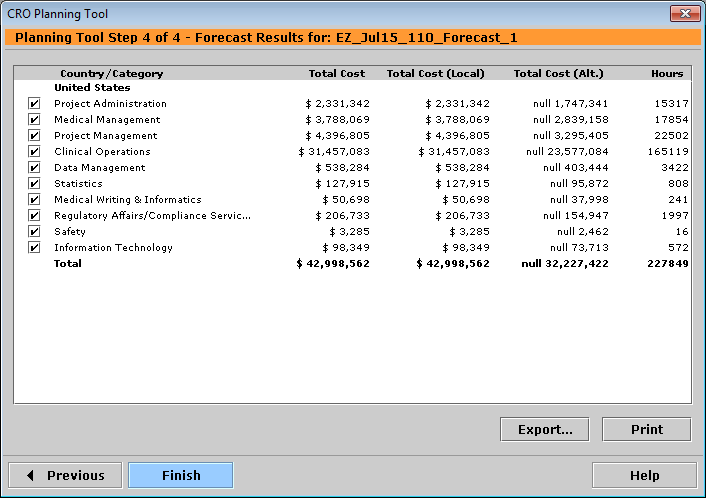 CRO Planning Tool
Planning Tool Step 4 of 4 - Forecast Results for: EZ_Jul15_110_Forecast_1
Country/Category Total Cost Total Cost (Local) Total Cost (Alt.) Hours
United States
Project Administration $ 2,331,342 $ 2,331,342 null 1,747,341 15317
Medical Management $ 3,788,069 $ 3,788,069 null 2,839,158 17854
Project Management $ 4,396,805 $ 4,396,805 null 3,295,405 22502
Clinical Operations $ 31,457,083 $ 31,457,083 null 23,577,084 165119
Data Management $ 538,284 $ 538,284 null 403,444 3422
Statistics $ 127,915 $ 127,915 null 95,872 808
Medical Writing & Informatics $ 50,698 $ 50,698 null 37,998 241
Regulatory Affairs/Compliance Servic... $ 206,733 $ 206,733 null 154,947 1997
Safety $ 3,285 $ 3,285 null 2,462 16
Information Technology $ 98,349 $ 98,349 null 73,713 572
Total $ 42,998,562 $ 42,998,562 null 32,227,422 227849
Export... Print
Previous Finish Help